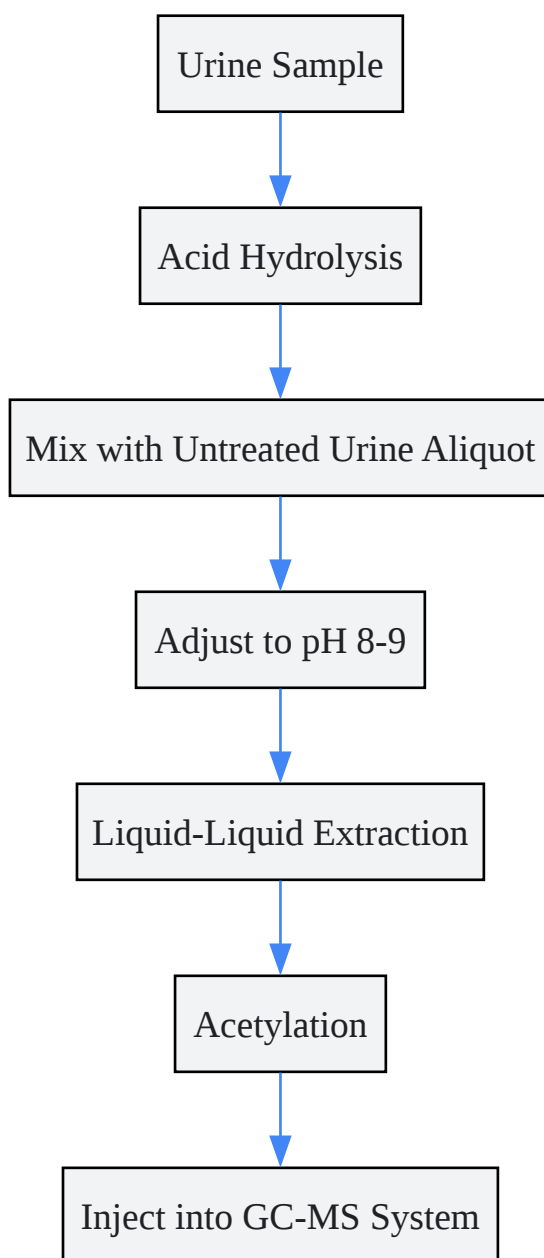 Urine Sample
Acid Hydrolysis
Mix with Untreated Urine Aliquot
Adjust to pH 8-9
Liquid-Liquid Extraction
Acetylation
Inject into GC-MS System